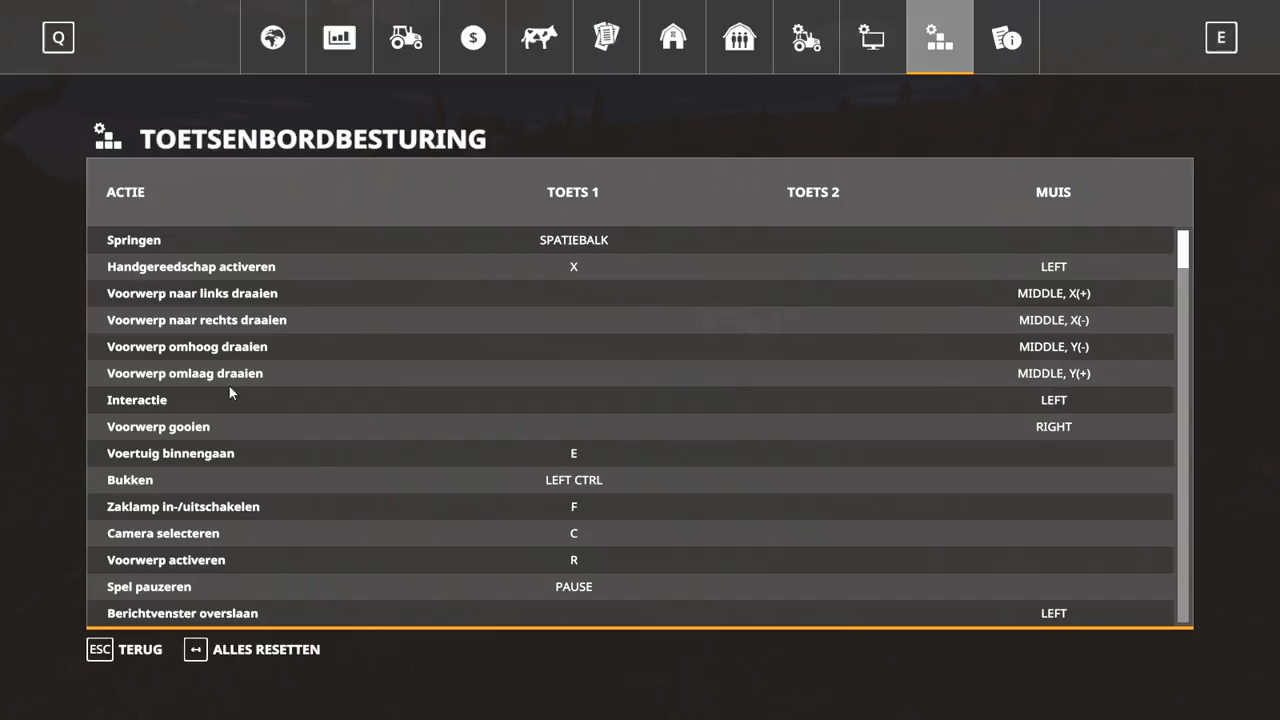 Q
$
E
TOETSENBORDBESTURING
ACTIE TOETS 1 TOETS 2 MUIS
Springen SPATIEBALK
Handgereedschap activeren X LEFT
Voorwerp naar links draaien MIDDLE, X(+)
Voorwerp naar rechts draaien MIDDLE, X(-)
Voorwerp omhoog draaien MIDDLE, Y(-)
Voorwerp omlaag draaien MIDDLE, Y(+)
Interactie LEFT
Voorwerp gooien RIGHT
Voertuig binnengaan E
Bukken LEFT CTRL
Zaklamp in-/uitschakelen F
Camera selecteren C
Voorwerp activeren R
Spel pauzeren PAUSE
Berichtvenster overslaan LEFT
ESC TERUG ↔ ALLES RESETTEN